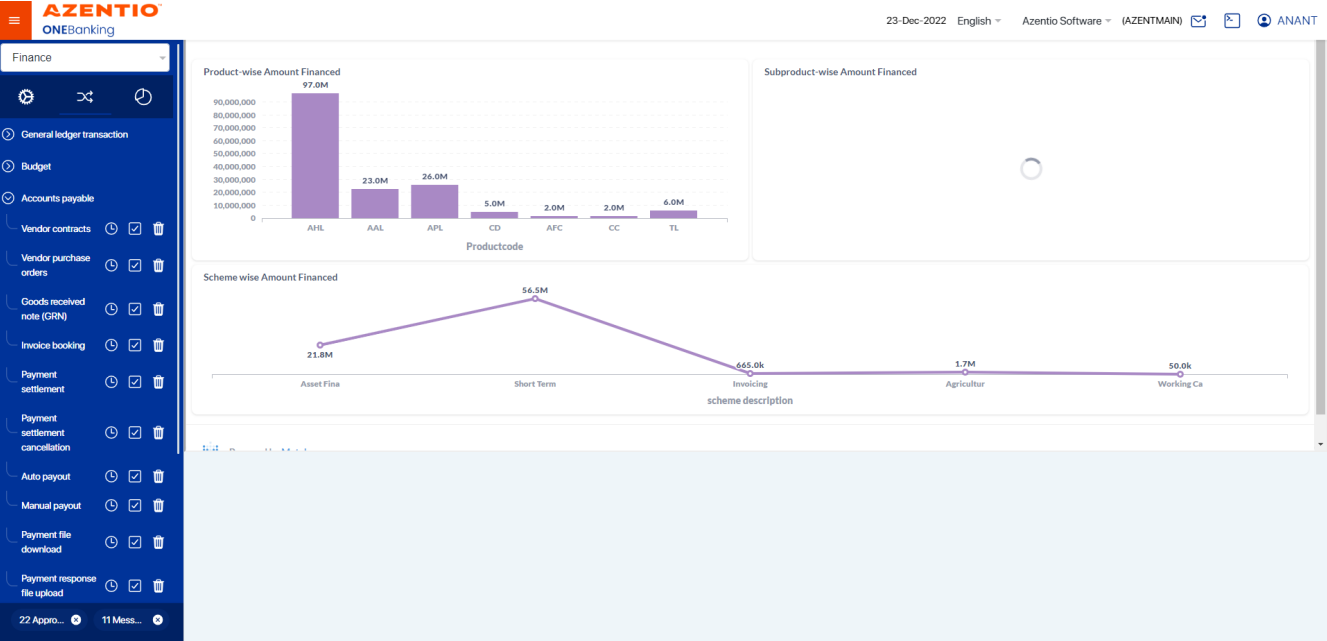 AZENTIO
ONEBanking
23-Dec-2022 English Azentio Software (AZENTMAIN) ANANT
Finance
General ledger transaction
Budget
Accounts payable
Vendor contracts
Vendor purchase
orders
Goods received
note (GRN)
Invoice booking
Payment
settlement
Payment
settlement
cancellation
Auto payout
Manual payout
Payment file
download
Payment response
file upload
22 Appro...
11 Mess...
Product-wise Amount Financed
97.0M
90,000,000
80,000,000
70,000,000
60,000,000
50,000,000
40,000,000
30,000,000
20,000,000
10,000,000
0
23.0M
26.0M
5.0M
2.0M
2.0M
6.0M
AHL AAL APL CD AFC CC TL
Productcode
Subproduct-wise Amount Financed
Scheme wise Amount Financed
56.5M
21.8M
665.0k
1.7M
50.0k
Asset Fina Short Term Invoicing Agricultur Working Ca
scheme description